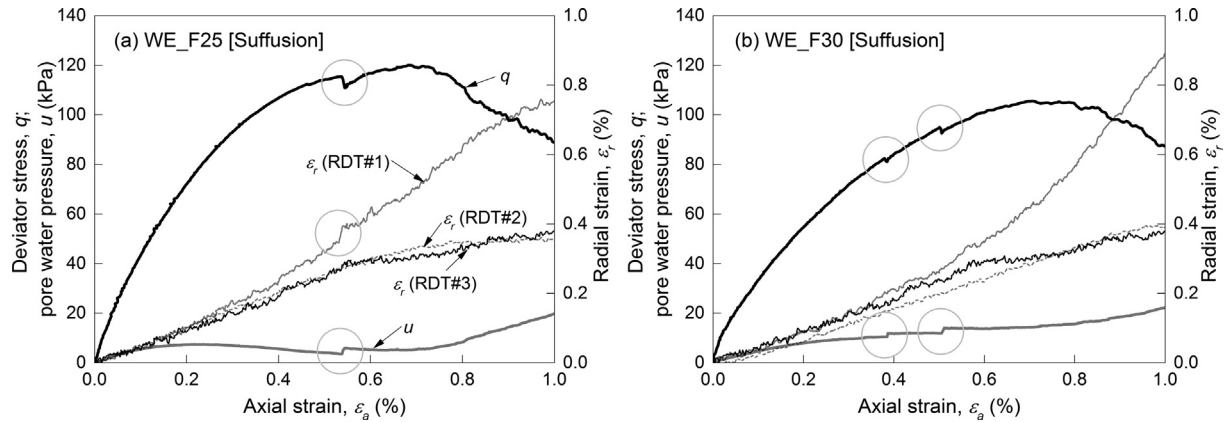 (a) WE_F25 [Suffusion]
140
120
100
80
60
40
20
0
Deviator stress, q;
pore water pressure, u (kPa)
q
εr (RDT#1)
εr (RDT#2)
εr (RDT#3)
u
1.0
0.8
0.6
0.4
0.2
0.0
Radial strain, εr (%)
0.0 0.2 0.4 0.6 0.8 1.0
Axial strain, εa (%)
(b) WE_F30 [Suffusion]
140
120
100
80
60
40
20
0
Deviator stress, q;
pore water pressure, u (kPa)
1.0
0.8
0.6
0.4
0.2
0.0
Radial strain, εr (%)
0.0 0.2 0.4 0.6 0.8 1.0
Axial strain, εa (%)